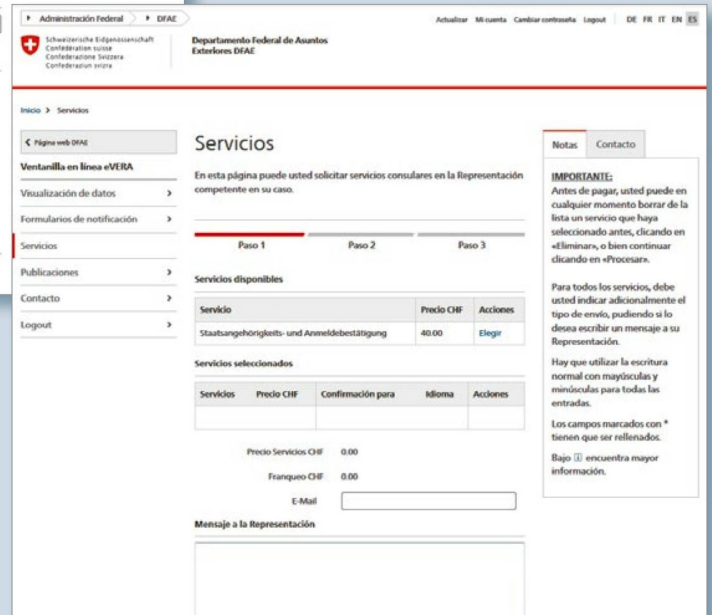 Administración Federal
DFAE
Actualizar Mi cuenta Cambiar contraseña Logout
DE FR IT EN ES
Schweizerische Eidgenossenschaft
Confédération suisse
Confederazione Svizzera
Confederaziun svizra
Departamento Federal de Asuntos
Exteriores DFAE
Inicio > Servicios
Página web DFAE
Ventanilla en línea eVERA
Visualización de datos
Formularios de notificación
Servicios
Publicaciones
Contacto
Logout
Servicios
En esta página puede usted solicitar servicios consulares en la Representación
competente en su caso.
Paso 1 Paso 2 Paso 3
Servicios disponibles
Servicio Precio CHF Acciones
Staatsangehörigkeits- und Anmeldebestätigung 40.00 Elegir
Servicios seleccionados
Servicios Precio CHF Confirmación para Idioma Acciones
Precio Servicios CHF 0.00
Franqueo CHF 0.00
E-Mail
Mensaje a la Representación
Notas Contacto
IMPORTANTE:
Antes de pagar, usted puede en
cualquier momento borrar de la
lista un servicio que haya
seleccionado antes, clicando en
«Eliminar», o bien continuar
clicando en «Procesar».
Para todos los servicios, debe
usted indicar adicionalmente el
tipo de envío, pudiendo si lo
desea escribir un mensaje a su
Representación.
Hay que utilizar la escritura
normal con mayúsculas y
minúsculas para todas las
entradas.
Los campos marcados con *
tienen que ser rellenados.
Bajo i encuentra mayor
información.